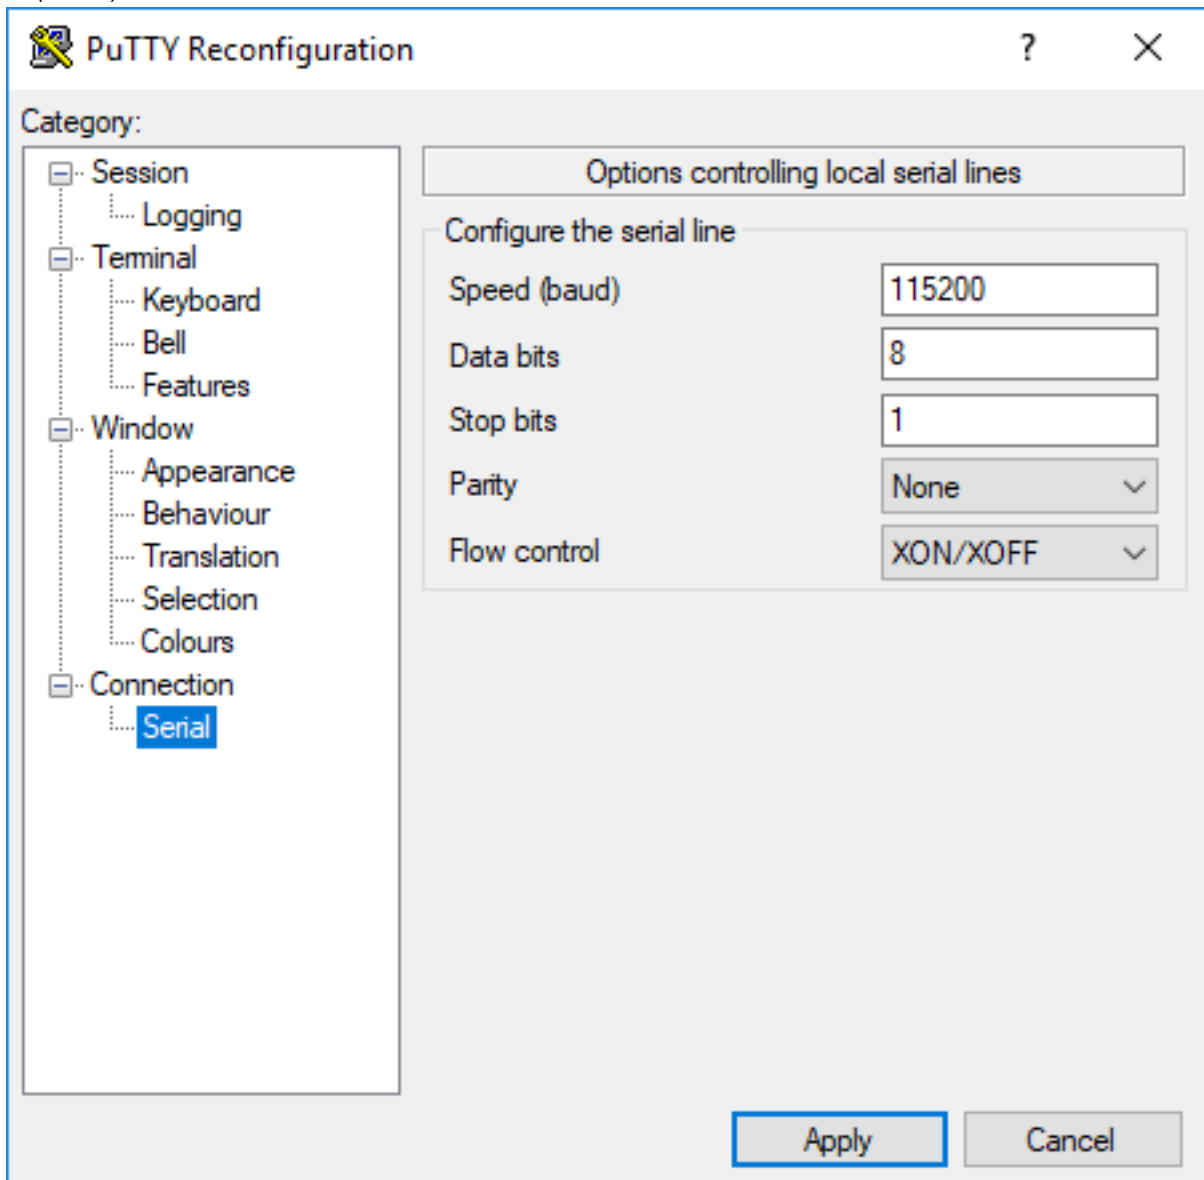 PuTTY Reconfiguration ?
Category:
Session
Logging
Terminal
Keyboard
Bell
Features
Window
Appearance
Behaviour
Translation
Selection
Colours
Connection
Serial
Options controlling local serial lines
Configure the serial line
Speed (baud) 115200
Data bits 8
Stop bits 1
Parity None
Flow control XON/XOFF
Apply Cancel